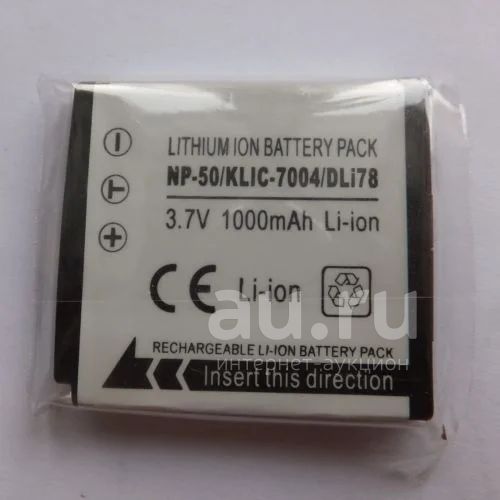 LITHIUM ION BATTERY PACK
NP-50/KLIC-7004/DLi78
3.7V 1000mAh Li-ion
CE Li-ion
au.ru
интернет-аукцион
RECHARGEABLE LI-ION BATTERY PACK
Insert this direction